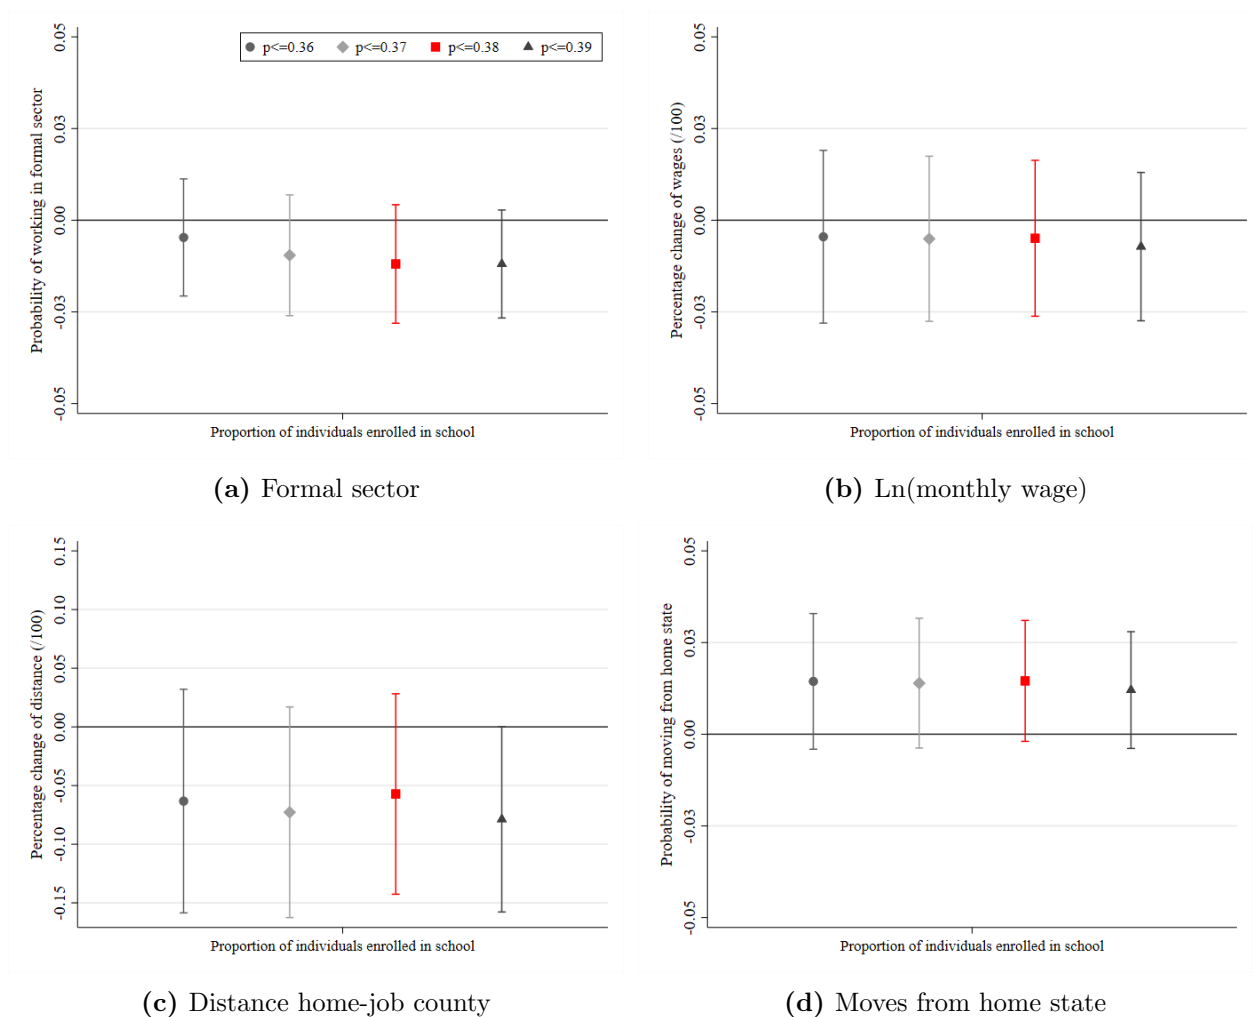 p<=0.36 p<=0.37 p<=0.38 p<=0.39
Probability of working in formal sector
0.05
0.03
0.00
-0.03
-0.05
Proportion of individuals enrolled in school
(a) Formal sector
Percentage change of wages (/100)
0.05
0.03
0.00
-0.03
-0.05
Proportion of individuals enrolled in school
(b) Ln(monthly wage)
Percentage change of distance (/100)
0.15
0.10
0.05
0.00
-0.05
-0.10
-0.15
Proportion of individuals enrolled in school
(c) Distance home-job county
Probability of moving from home state
0.05
0.03
0.00
-0.03
-0.05
Proportion of individuals enrolled in school
(d) Moves from home state